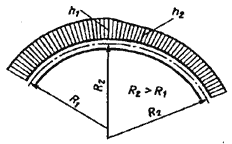 h₁ h₂
R₂ R₂ > R₁
R₁ R₂